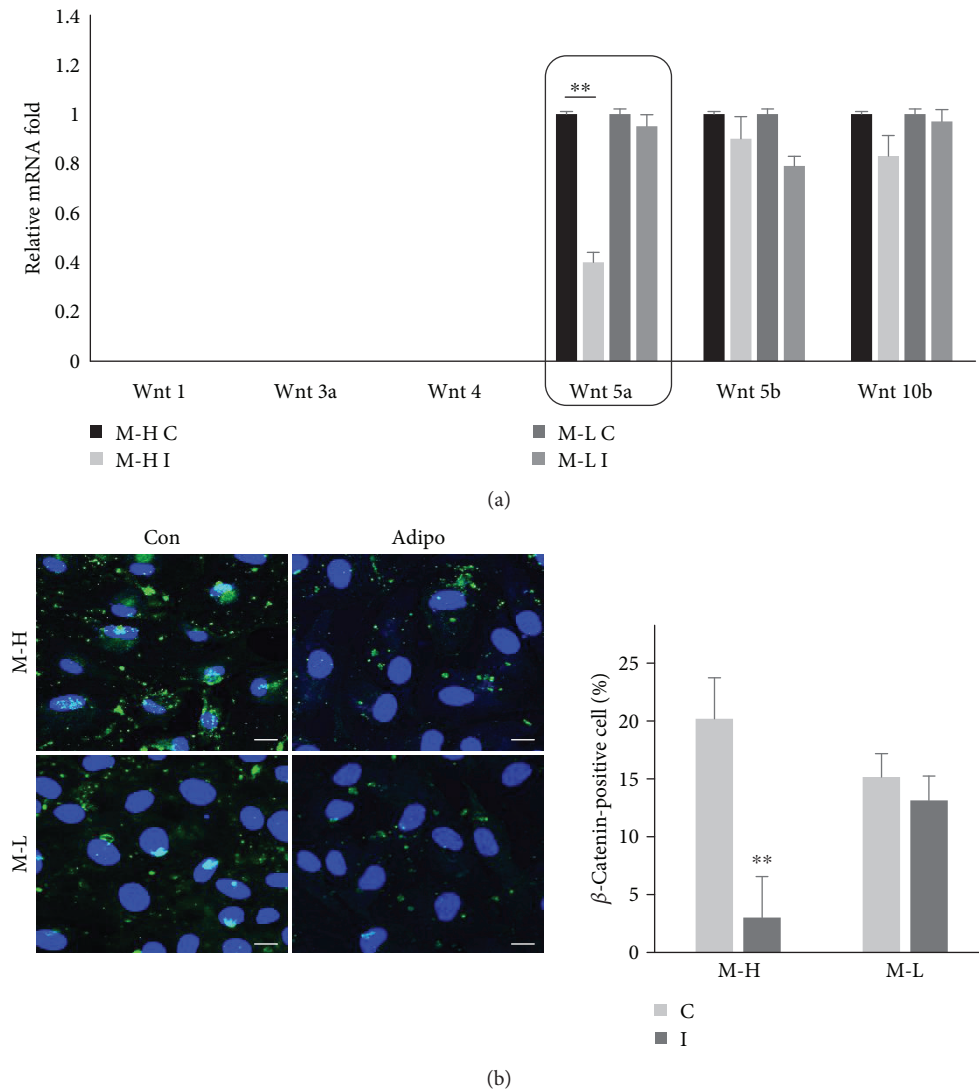 1.4
1.2
1
0.8
0.6
0.4
0.2
0
Relative mRNA fold
**
Wnt 1 Wnt 3a Wnt 4 Wnt 5a Wnt 5b Wnt 10b
M-H C M-L C
M-H I M-L I
(a)
Con Adipo
M-H
M-L
25
20
15
10
5
0
β-Catenin-positive cell (%)
**
M-H M-L
C
I
(b)